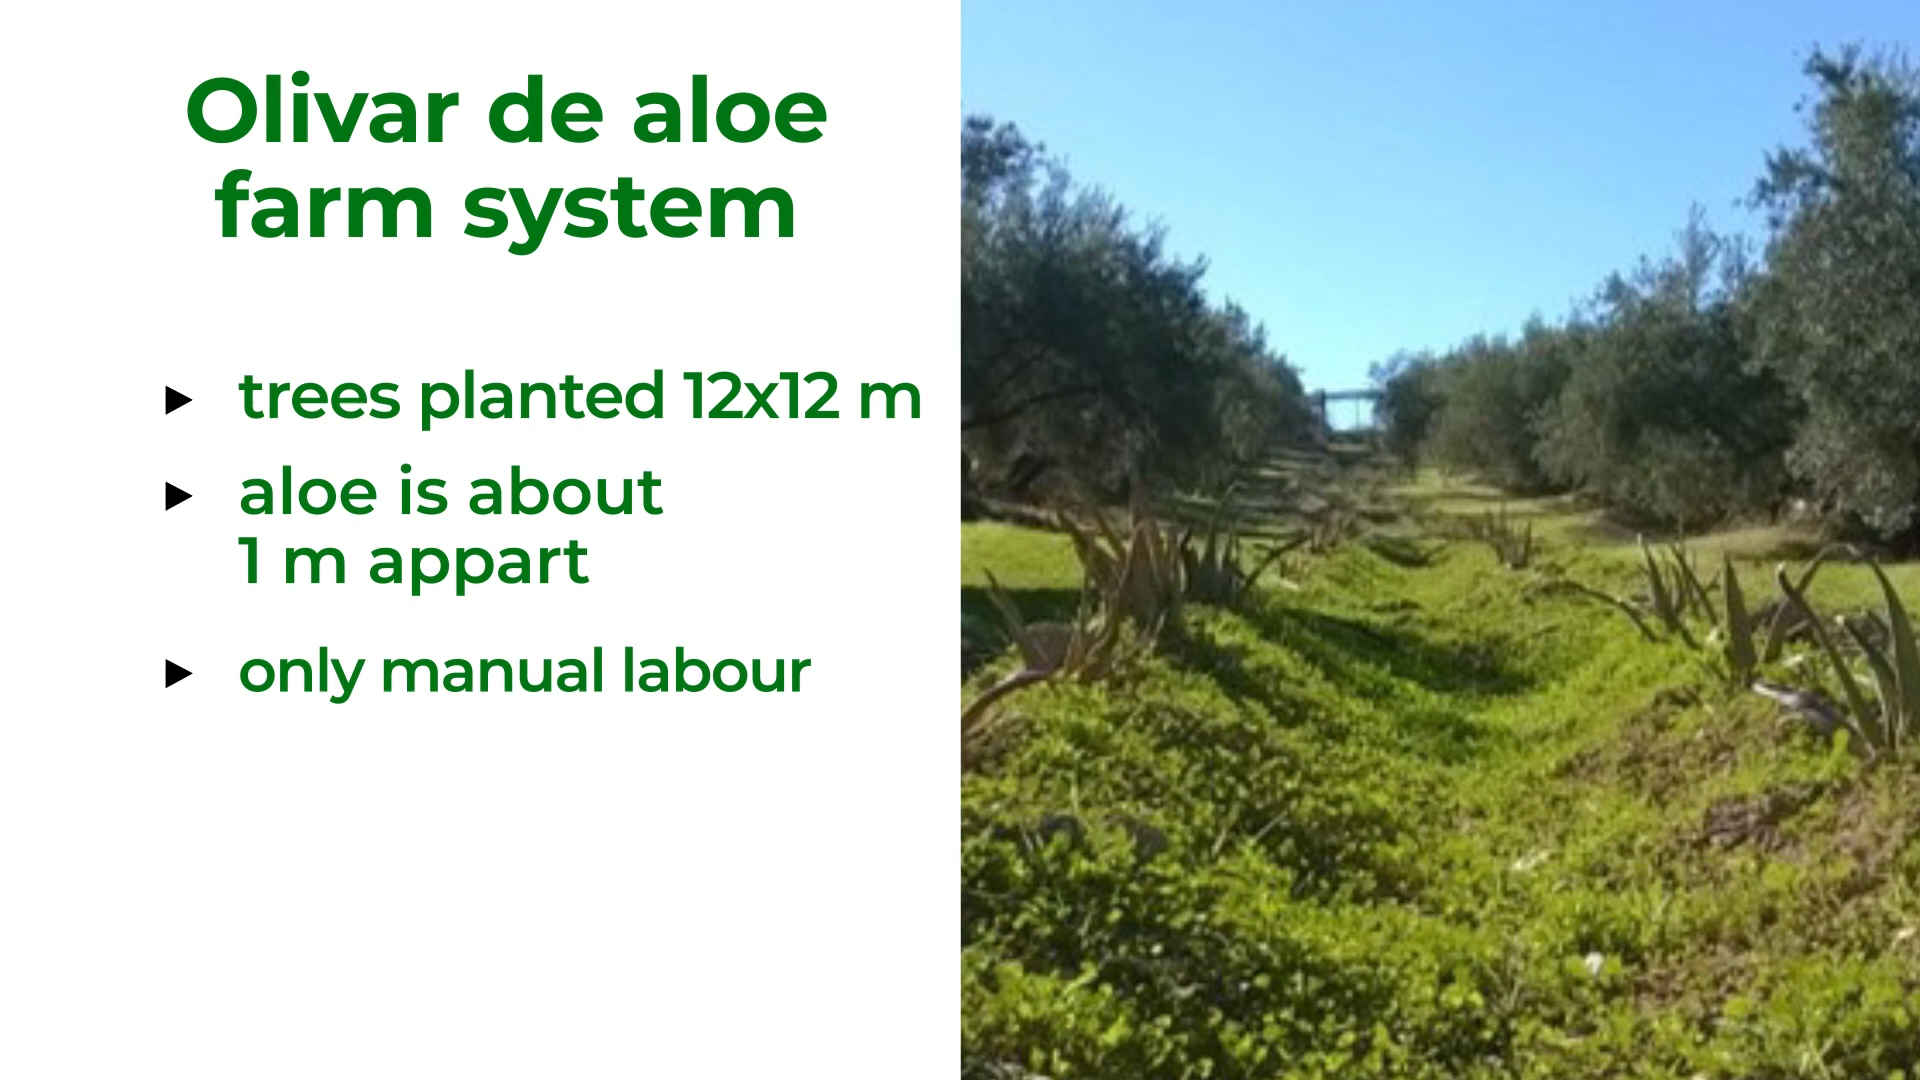 Olivar de aloe
farm system
► trees planted 12x12 m
► aloe is about
1 m appart
► only manual labour